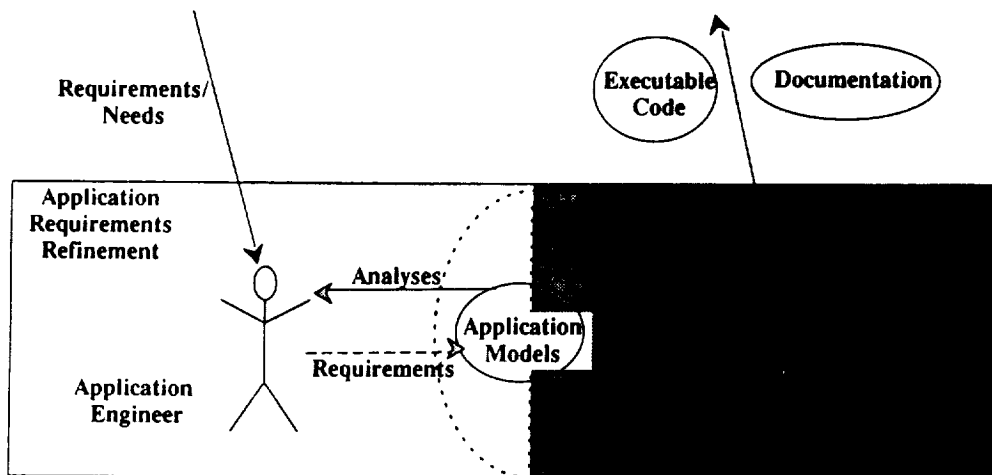 Requirements/
Needs
Executable
Code
Documentation
Application
Requirements
Refinement
Analyses
Application
Models
Requirements
Application
Engineer